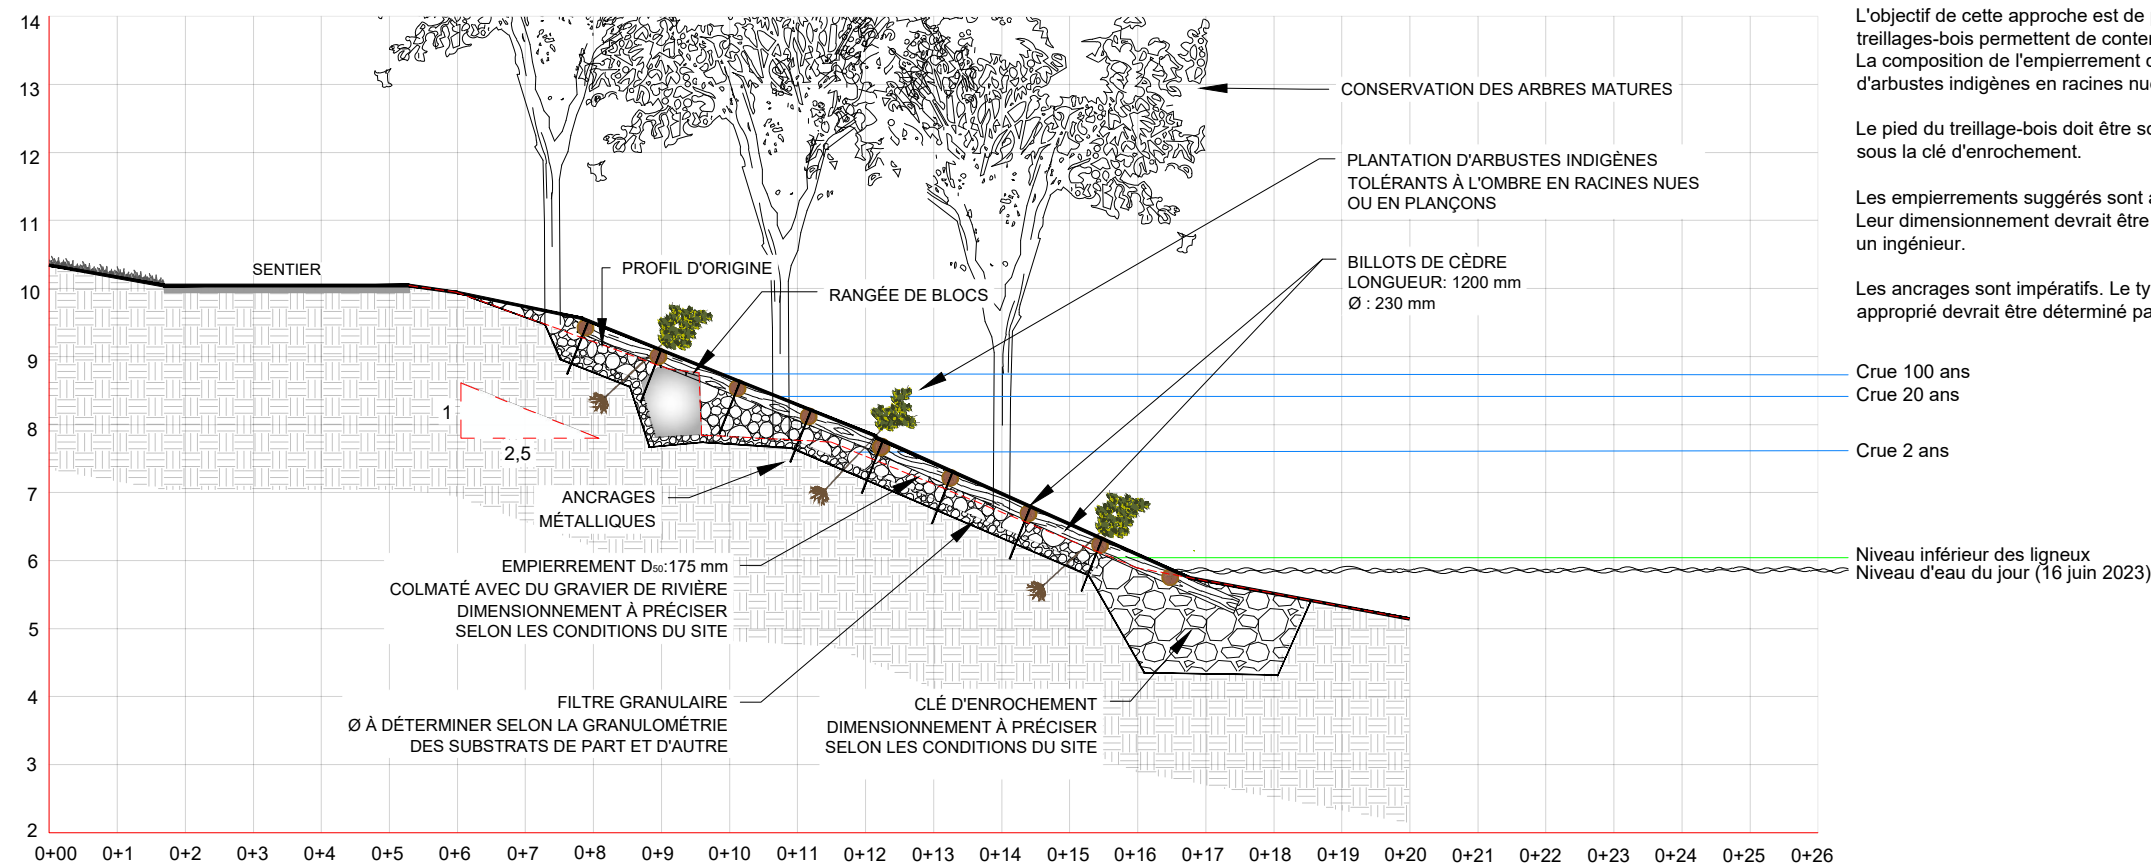 L'objectif de cette approche est de
treillages-bois permettent de conter
La composition de l'empierrement
d'arbustes indigènes en racines nue
Le pied du treillage-bois doit être
sous la clé d'enrochement.
Les empierrements suggérés sont
Leur dimensionnement devrait être
un ingénieur.
Les ancrages sont impératifs. Le ty
approprié devrait être déterminé pa
14
13
12
11
10
9
8
7
6
5
4
3
2
CONSERVATION DES ARBRES MATURES
PLANTATION D'ARBUSTES INDIGÈNES
TOLÉRANTS À L'OMBRE EN RACINES NUES
OU EN PLANÇONS
BILLOTS DE CÈDRE
LONGUEUR: 1200 mm
Ø : 230 mm
SENTIER
PROFIL D'ORIGINE
RANGÉE DE BLOCS
Crue 100 ans
Crue 20 ans
Crue 2 ans
1
2,5
ANCRAGES
MÉTALLIQUES
EMPIERREMENT D50:175 mm
COLMATÉ AVEC DU GRAVIER DE RIVIÈRE
DIMENSIONNEMENT À PRÉCISER
SELON LES CONDITIONS DU SITE
Niveau inférieur des ligneux
Niveau d'eau du jour (16 juin 2023)
FILTRE GRANULAIRE
Ø À DÉTERMINER SELON LA GRANULOMÉTRIE
DES SUBSTRATS DE PART ET D'AUTRE
CLÉ D'ENROCHEMENT
DIMENSIONNEMENT À PRÉCISER
SELON LES CONDITIONS DU SITE
0+00 0+1 0+2 0+3 0+4 0+5 0+6 0+7 0+8 0+9 0+10 0+11 0+12 0+13 0+14 0+15 0+16 0+17 0+18 0+19 0+20 0+21 0+22 0+23 0+24 0+25 0+26